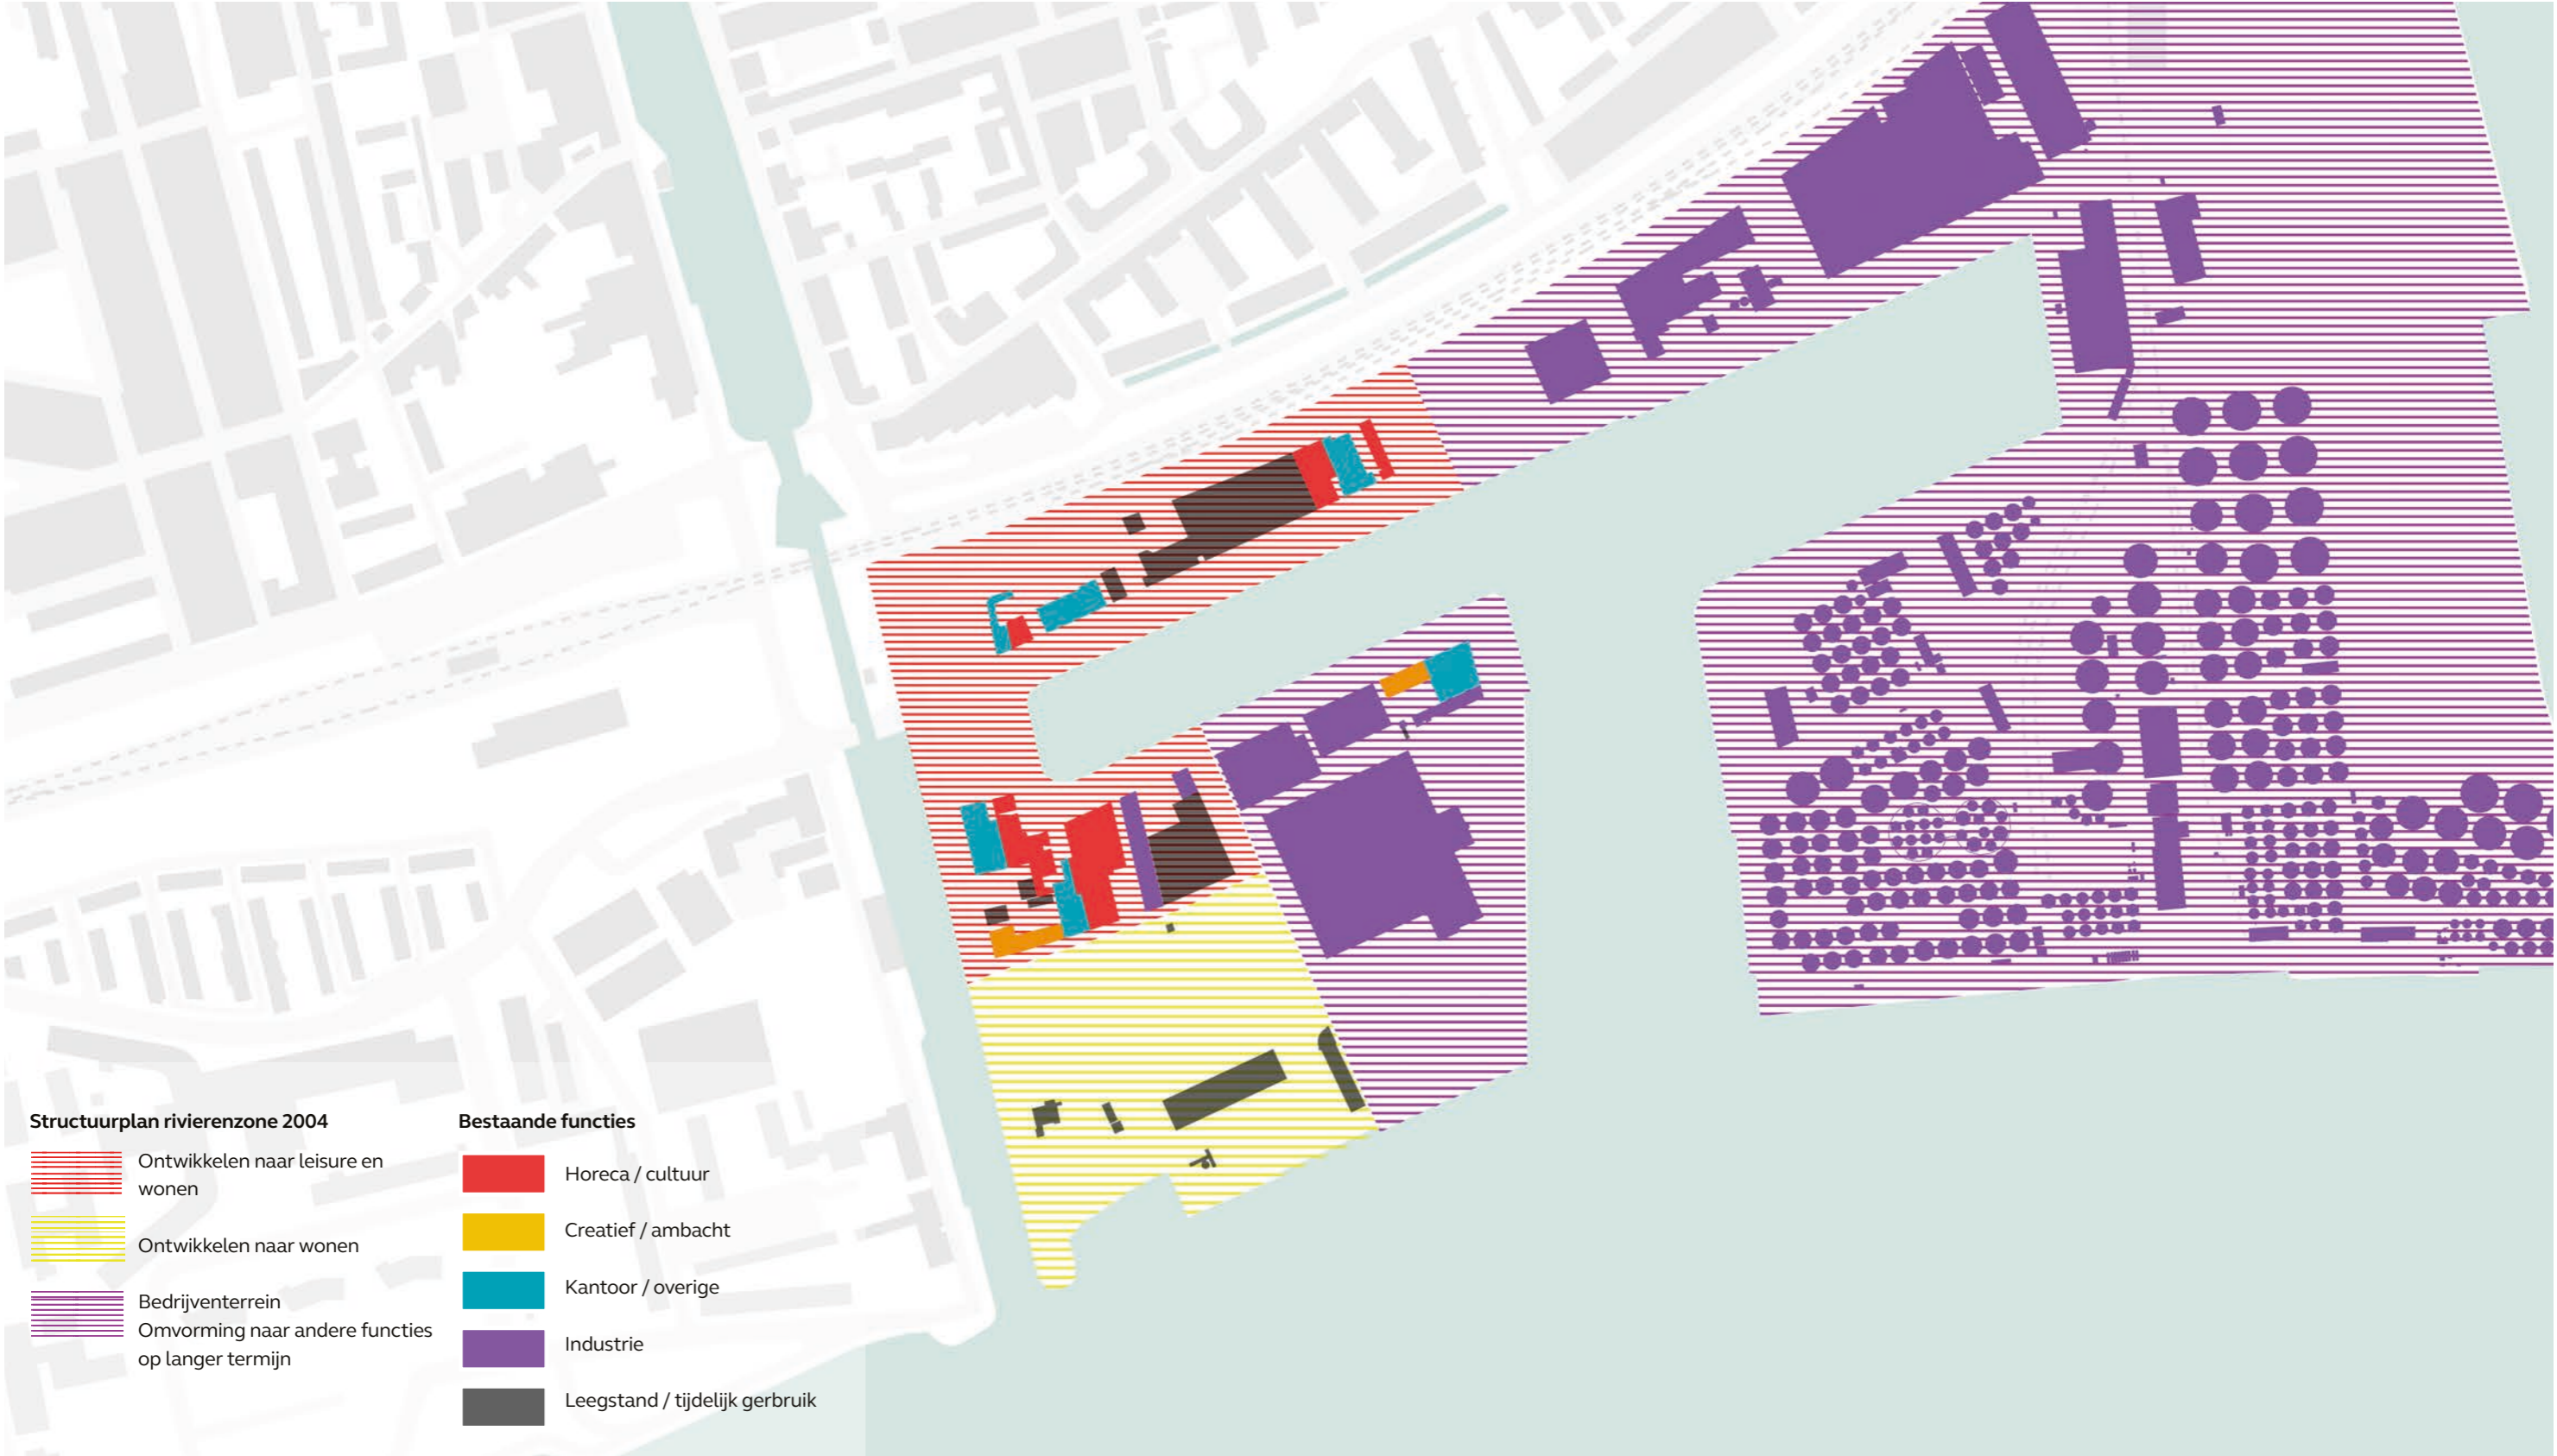 Structuurplan rivierenzone 2004
Ontwikkelen naar leisure en
wonen
Ontwikkelen naar wonen
Bedrijventerrein
Omvorming naar andere functies
op langer termijn
Bestaande functies
Horeca / cultuur
Creatief / ambacht
Kantoor / overige
Industrie
Leegstand / tijdelijk gerbruik